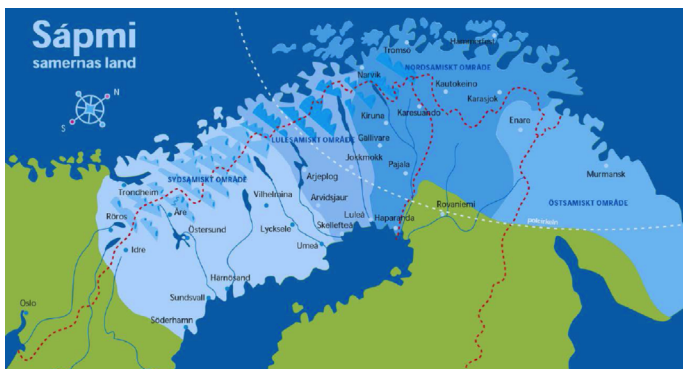 Sápmi
samernas land
N
S
Tromsö
Hammerfest
Narvik
NORDSAMISKT OMRÅDE
Kautokeino
Karasjok
Kiruna
Karesuando
Enare
LULESAMISKT OMRÅDE
Gällivare
Jokkmokk
Pajala
Murmansk
SYDSAMISKT OMRÅDE
Arjeplog
Trondheim
Vilhelmina
Arvidsjaur
ÖSTSAMISKT OMRÅDE
Röros
Åre
Luleå
Haparanda
Rovaniemi
polcirkeln
Östersund
Lycksele
Skellefteå
Idre
Umeå
Härnösand
Oslo
Sundsvall
Söderhamn